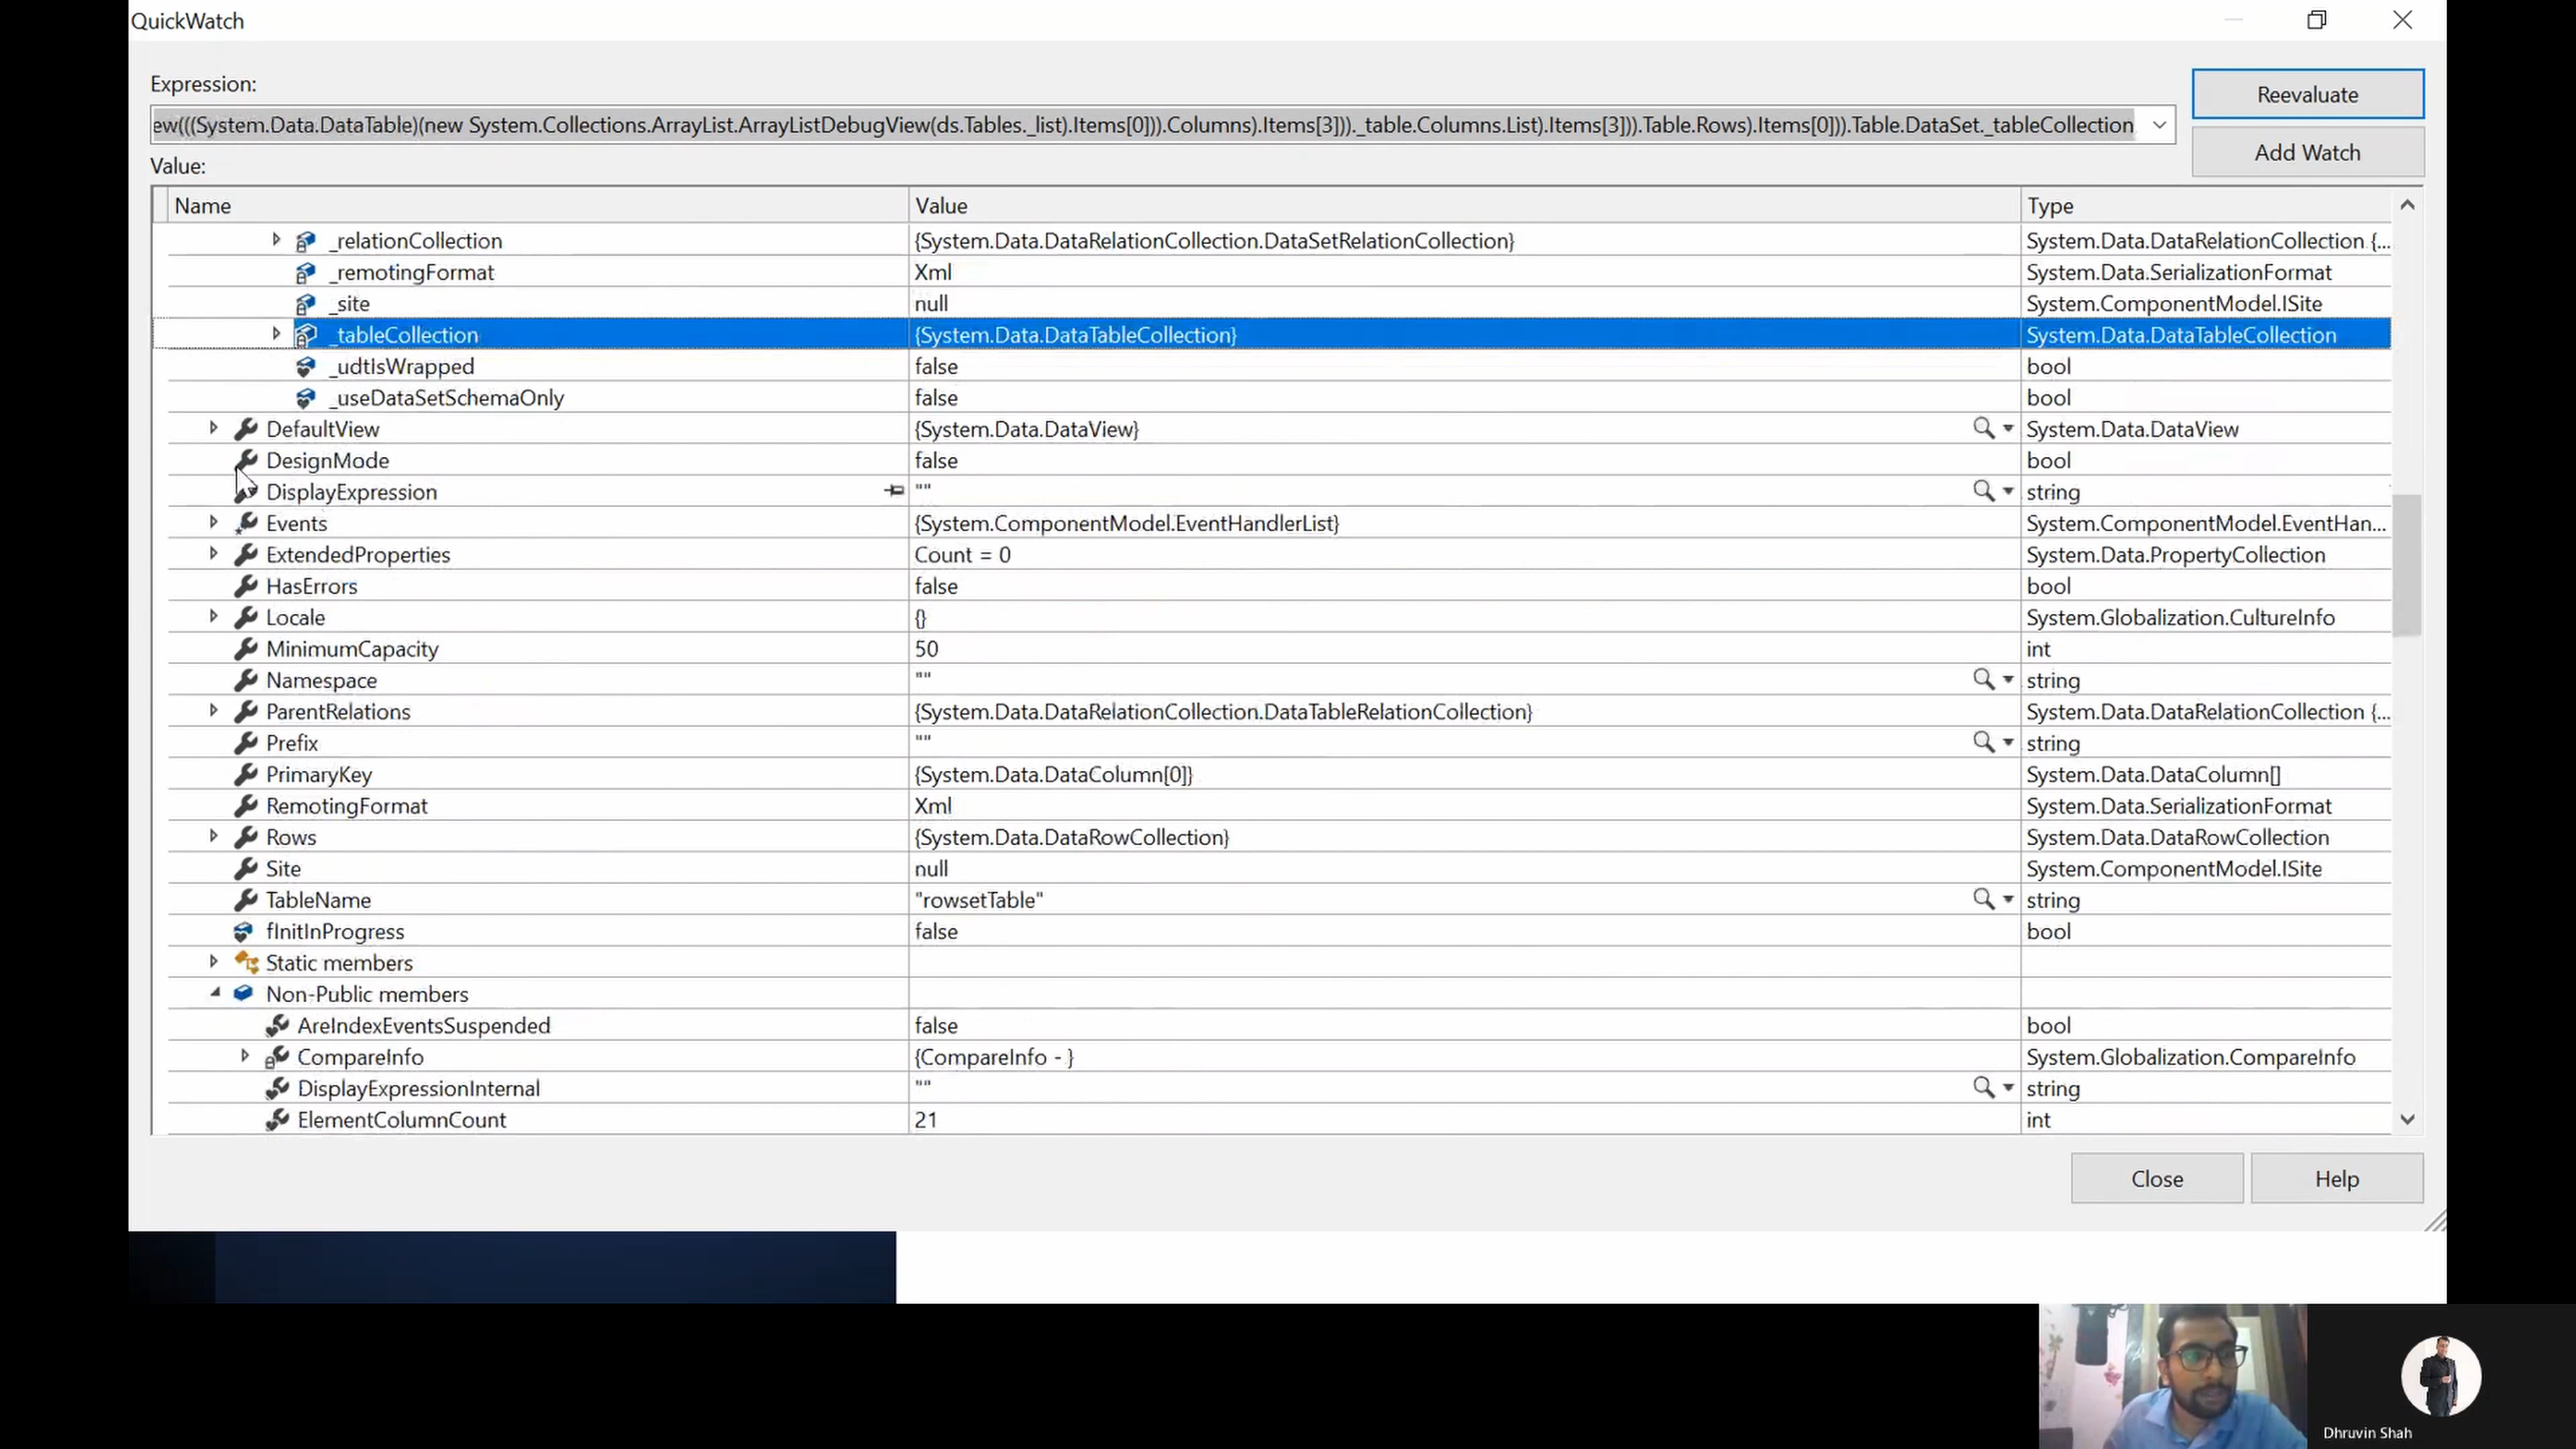 QuickWatch
Expression:
ew(((System.Data.DataTable)(new System.Collections.ArrayList.ArrayListDebugView(ds.Tables._list).Items[0])).Columns).Items[3]))._table.Columns.List).Items[3])).Table.Rows).Items[0])).Table.DataSet._tableCollection
Reevaluate
Add Watch
Value:
Name Value Type
_relationCollection {System.Data.DataRelationCollection.DataSetRelationCollection} System.Data.DataRelationCollection {...
_remotingFormat Xml System.Data.SerializationFormat
_site null System.ComponentModel.ISite
_tableCollection {System.Data.DataTableCollection} System.Data.DataTableCollection
_udtIsWrapped false bool
_useDataSetSchemaOnly false bool
DefaultView {System.Data.DataView} System.Data.DataView
DesignMode false bool
DisplayExpression "" string
Events {System.ComponentModel.EventHandlerList} System.ComponentModel.EventHan...
ExtendedProperties Count = 0 System.Data.PropertyCollection
HasErrors false bool
Locale {} System.Globalization.CultureInfo
MinimumCapacity 50 int
Namespace "" string
ParentRelations {System.Data.DataRelationCollection.DataTableRelationCollection} System.Data.DataRelationCollection {...
Prefix "" string
PrimaryKey {System.Data.DataColumn[0]} System.Data.DataColumn[]
RemotingFormat Xml System.Data.SerializationFormat
Rows {System.Data.DataRowCollection} System.Data.DataRowCollection
Site null System.ComponentModel.ISite
TableName "rowsetTable" string
fInitInProgress false bool
Static members
Non-Public members
AreIndexEventsSuspended false bool
CompareInfo {CompareInfo - } System.Globalization.CompareInfo
DisplayExpressionInternal "" string
ElementColumnCount 21 int
Close Help
Dhruvin Shah